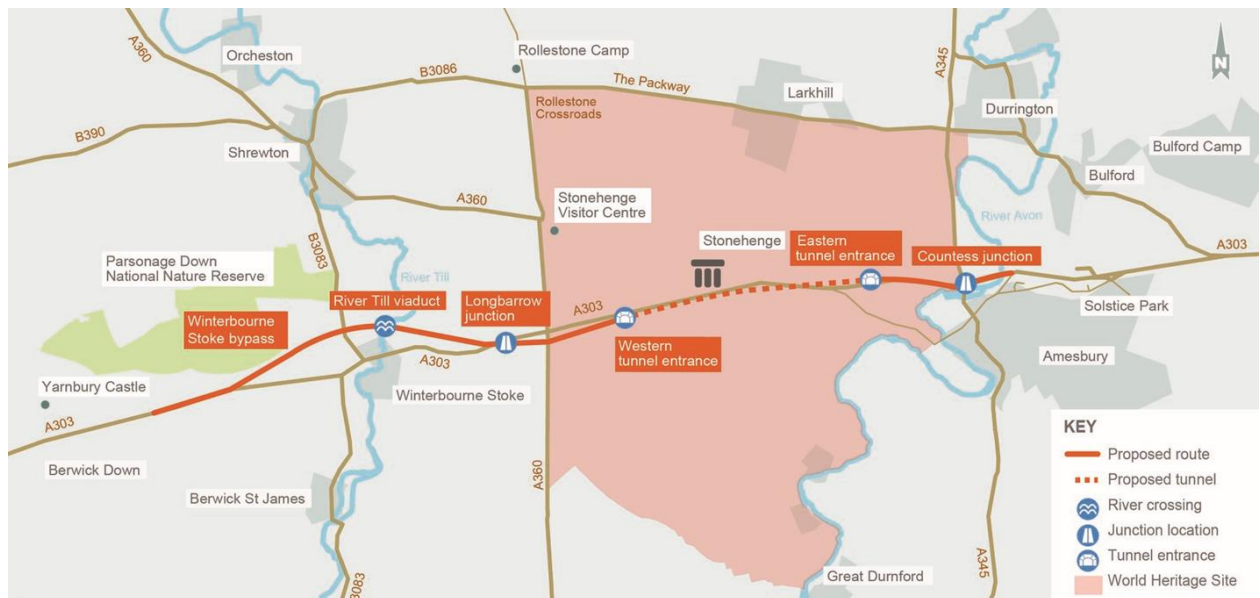 Orcheston
A360
Rollestone Camp
A345
N
B3086
The Packway
Larkhill
Durrington
Rollestone
Crossroads
B390
Shrewton
Bulford Camp
Bulford
A360
Stonehenge
Visitor Centre
River Avon
B3083
Parsonage Down
National Nature Reserve
River Till
Stonehenge
Eastern
tunnel entrance
Countess junction
A303
River Till viaduct
Longbarrow
junction
A303
Solstice Park
Winterbourne
Stoke bypass
Western
tunnel entrance
A303
Amesbury
Yarnbury Castle
Winterbourne Stoke
A303
Berwick Down
A360
Berwick St James
3083
Great Durnford
A345
KEY
Proposed route
Proposed tunnel
River crossing
Junction location
Tunnel entrance
World Heritage Site